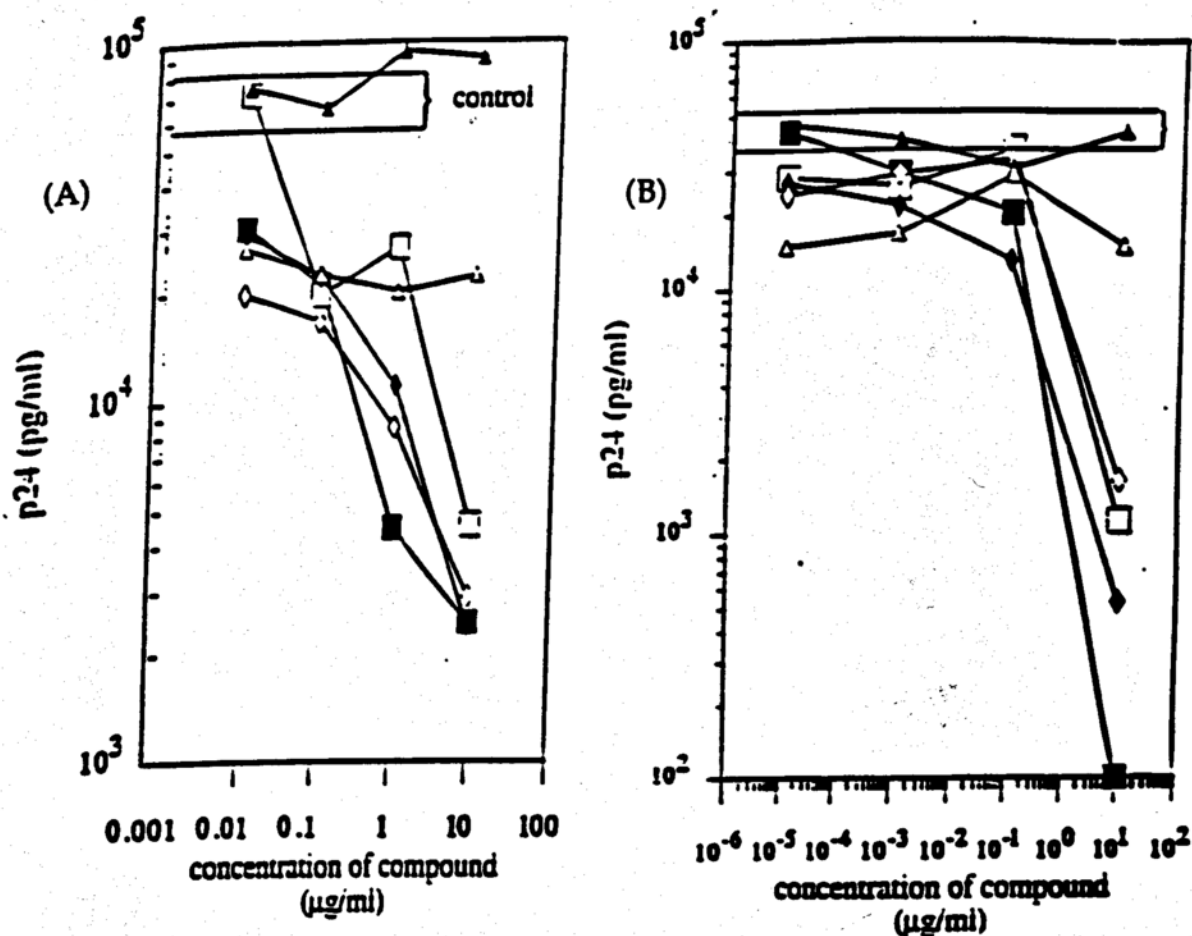 (A)
10⁵
10⁴
10³
p24 (pg/ml)
control
0.001 0.01 0.1 1 10 100
concentration of compound
(µg/ml)
(B)
10⁵
10⁴
10³
10²
p24 (pg/ml)
10⁻⁶ 10⁻⁵ 10⁻⁴ 10⁻³ 10⁻² 10⁻¹ 10⁰ 10¹ 10²
concentration of compound
(µg/ml)